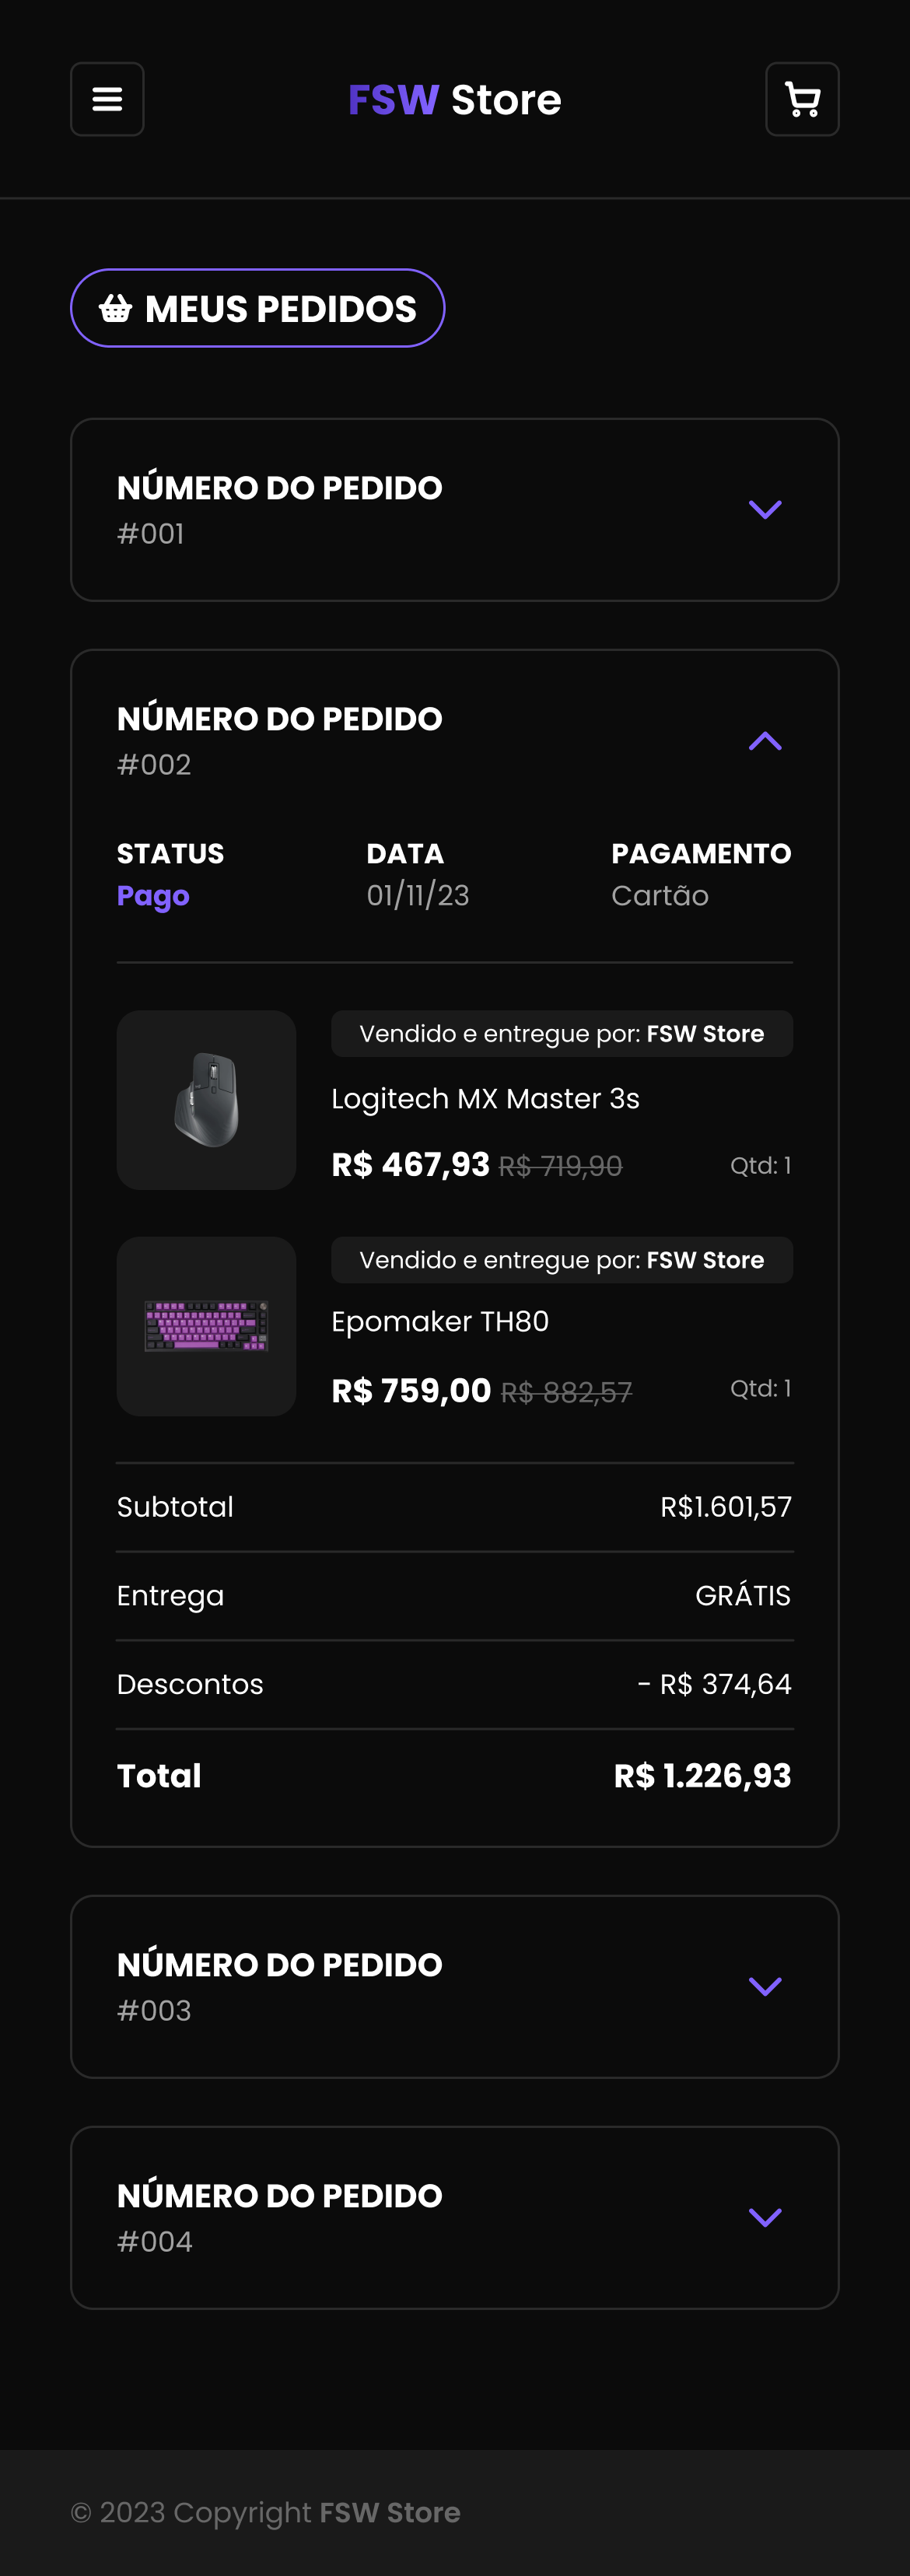 FSW Store
MEUS PEDIDOS
NÚMERO DO PEDIDO
#001
NÚMERO DO PEDIDO
#002
STATUS DATA PAGAMENTO
Pago 01/11/23 Cartão
Vendido e entregue por: FSW Store
Logitech MX Master 3s
R$ 467,93 R$ 719,90 Qtd: 1
Vendido e entregue por: FSW Store
Epomaker TH80
R$ 759,00 R$ 882,57 Qtd: 1
Subtotal R$1.601,57
Entrega GRÁTIS
Descontos - R$ 374,64
Total R$ 1.226,93
NÚMERO DO PEDIDO
#003
NÚMERO DO PEDIDO
#004
© 2023 Copyright FSW Store